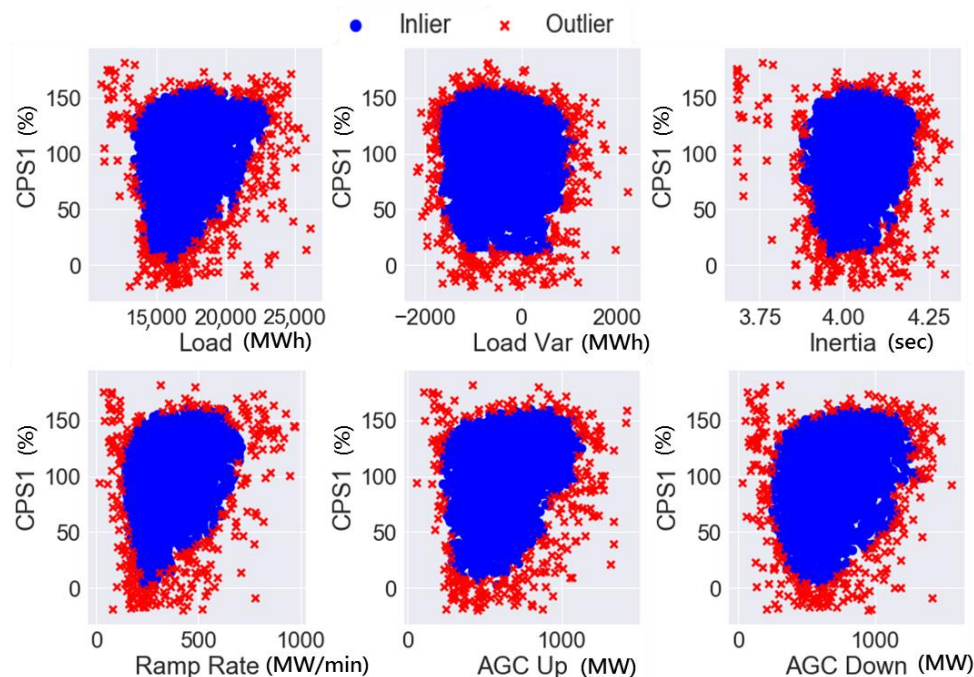 Inlier Outlier
CPS1 (%)
150
100
50
0
15,000 20,000 25,000
Load (MWh)
CPS1 (%)
150
100
50
0
−2000 0 2000
Load Var (MWh)
CPS1 (%)
150
100
50
0
3.75 4.00 4.25
Inertia (sec)
CPS1 (%)
150
100
50
0
0 500 1000
Ramp Rate (MW/min)
CPS1 (%)
150
100
50
0
0 1000
AGC Up (MW)
CPS1 (%)
150
100
50
0
0 1000
AGC Down (MW)